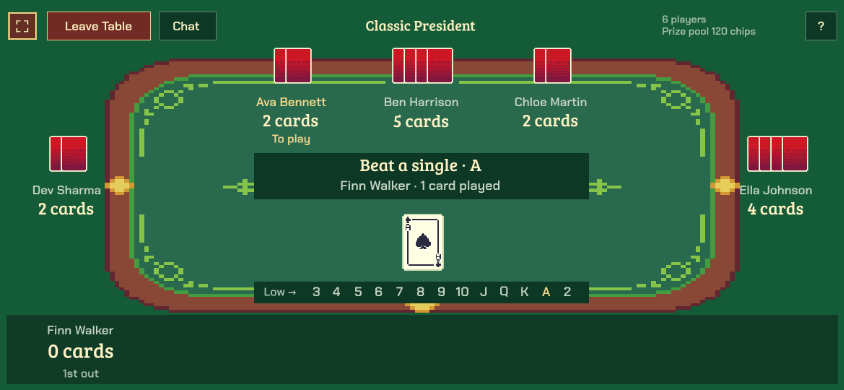 Leave Table
Chat
Classic President
6 players
Prize pool 120 chips
?
Ava Bennett
2 cards
To play
Ben Harrison
5 cards
Chloe Martin
2 cards
Dev Sharma
2 cards
Ella Johnson
4 cards
Beat a single · A
Finn Walker · 1 card played
A
A
Low → 3 4 5 6 7 8 9 10 J Q K A 2
Finn Walker
0 cards
1st out